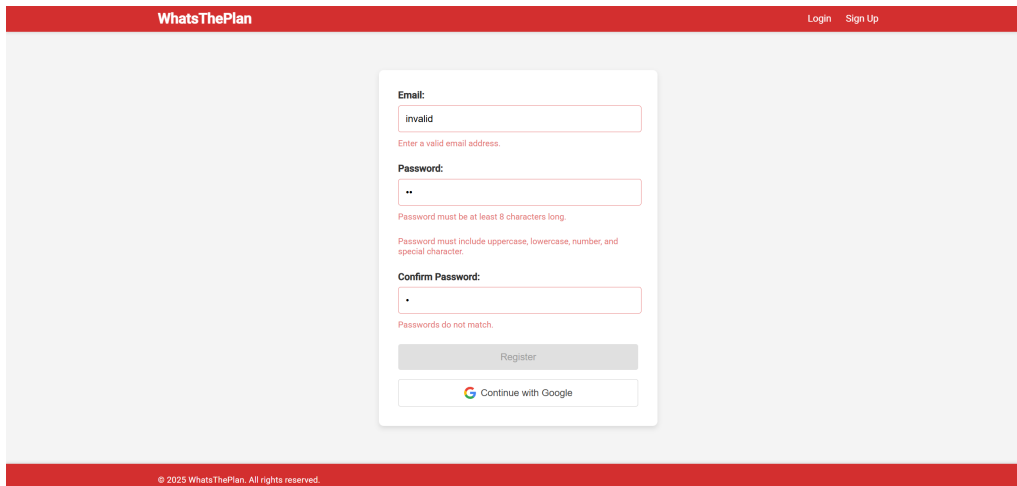 WhatsThePlan
Login
Sign Up
Email:
invalid
Enter a valid email address.
Password:
••
Password must be at least 8 characters long.
Password must include uppercase, lowercase, number, and
special character.
Confirm Password:
•
Passwords do not match.
Register
Continue with Google
© 2025 WhatsThePlan. All rights reserved.